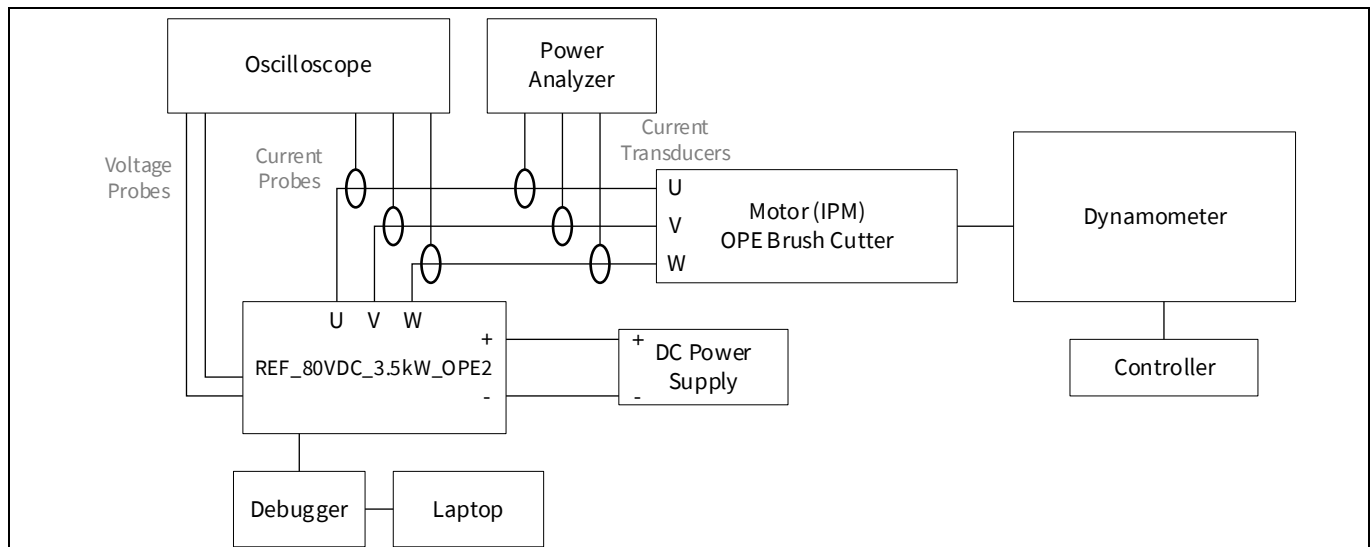 Oscilloscope
Power
Analyzer
Voltage
Probes
Current
Probes
Current
Transducers
U
V
W
Motor (IPM)
OPE Brush Cutter
Dynamometer
U V W
+
-
REF_80VDC_3.5kW_OPE2
+
-
DC Power
Supply
Controller
Debugger
Laptop